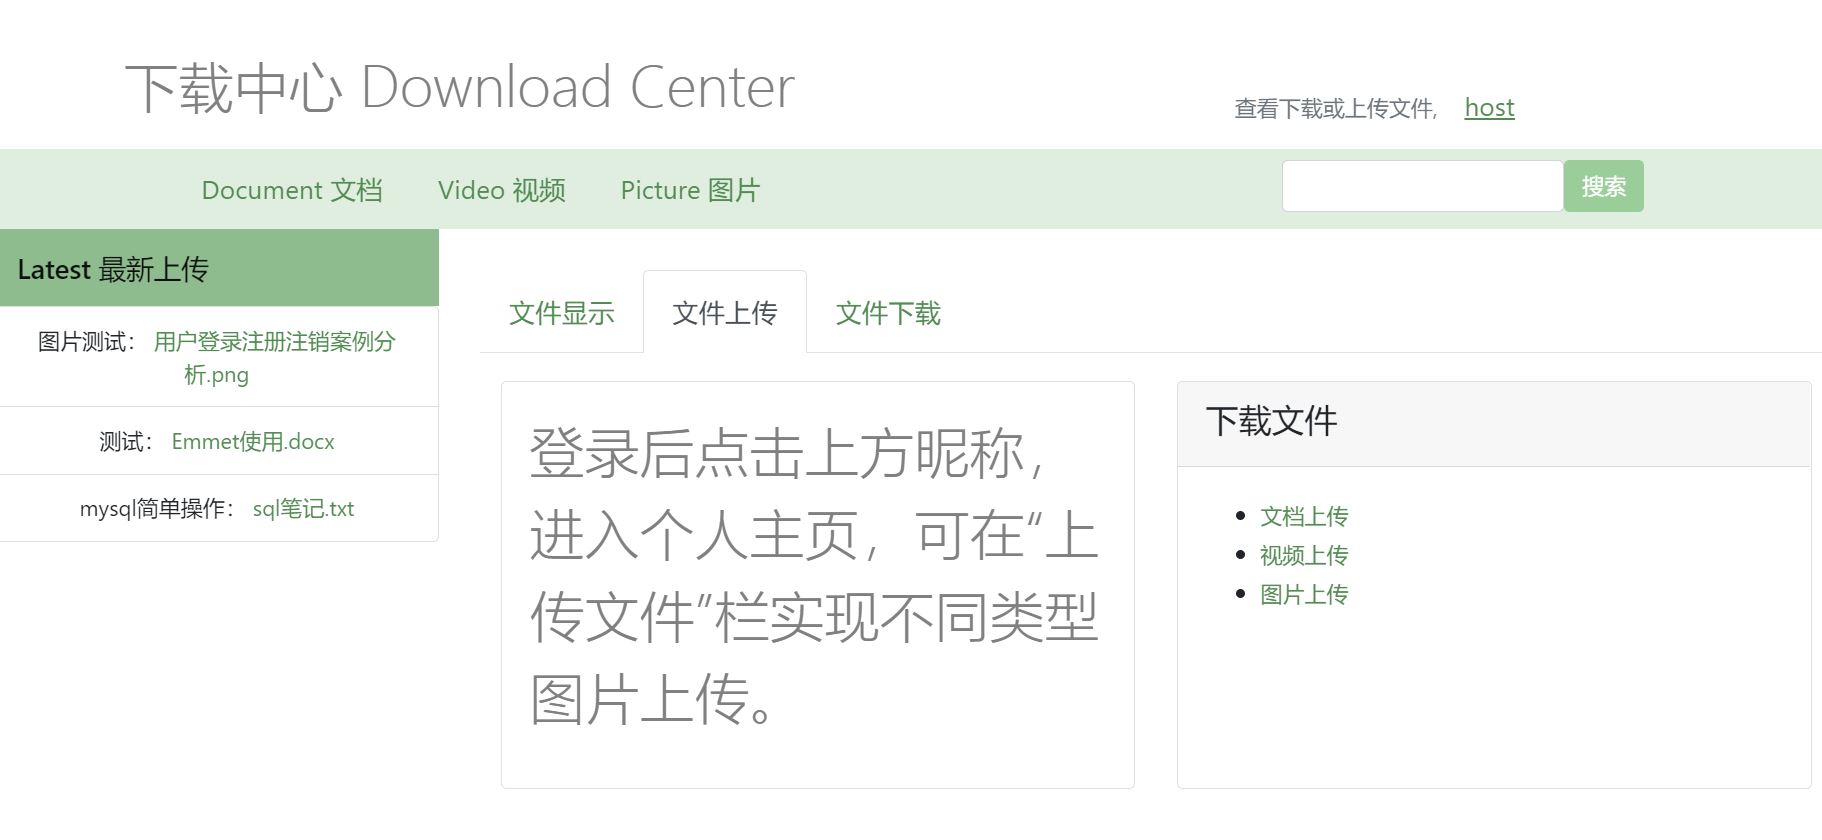 下载中心 Download Center
查看下载或上传文件, host
Document 文档 Video 视频 Picture 图片 搜索
Latest 最新上传
图片测试： 用户登录注册注销案例分
析.png
测试： Emmet使用.docx
mysql简单操作： sql笔记.txt
文件显示 文件上传 文件下载
登录后点击上方昵称，
进入个人主页，可在“上
传文件”栏实现不同类型
图片上传。
下载文件
文档上传
视频上传
图片上传